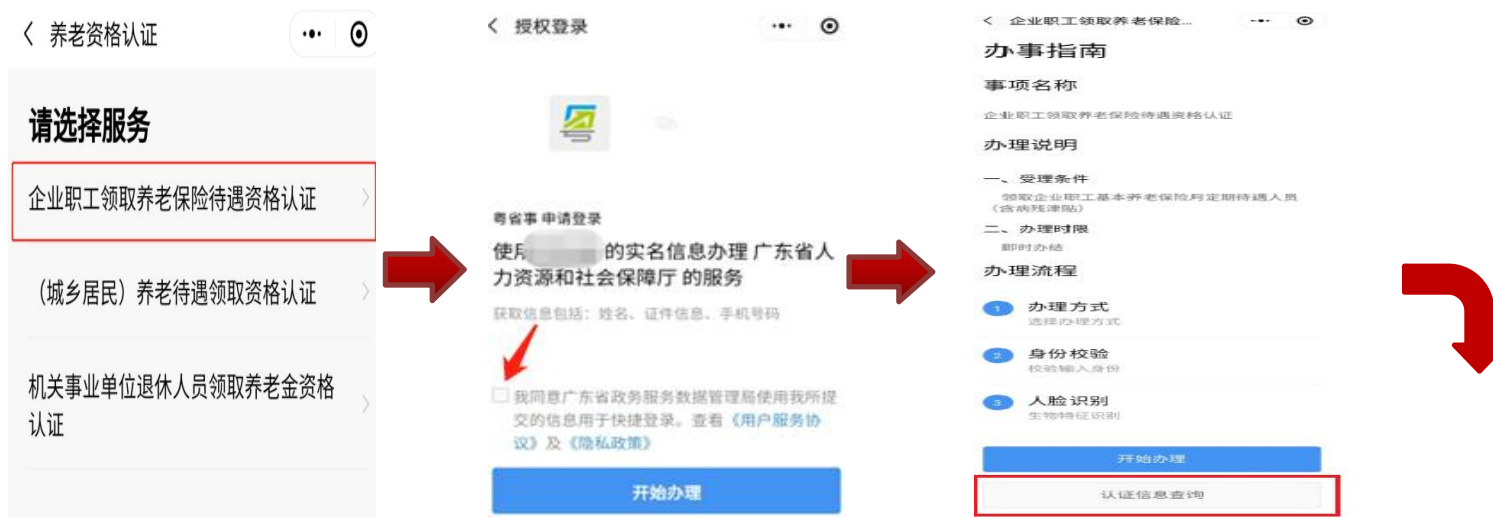 养老资格认证
请选择服务
企业职工领取养老保险待遇资格认证
（城乡居民）养老待遇领取资格认证
机关事业单位退休人员领取养老金资格
认证
授权登录
粤省事 申请登录
使用 的实名信息办理 广东省人
力资源和社会保障厅 的服务
获取信息包括：姓名、证件信息、手机号码
我同意广东省政务服务数据管理局使用我所提
交的信息用于快捷登录。查看《用户服务协
议》及《隐私政策》
开始办理
企业职工领取养老保险...
办事指南
事项名称
企业职工领取养老保险待遇资格认证
办理说明
一、受理条件
领取企业职工基本养老保险月定期待遇人员
（含病残津贴）
二、办理时限
即时办结
办理流程
1 办理方式
选择办理方式
2 身份校验
校验输入身份
3 人脸识别
生物特征识别
开始办理
认证信息查询